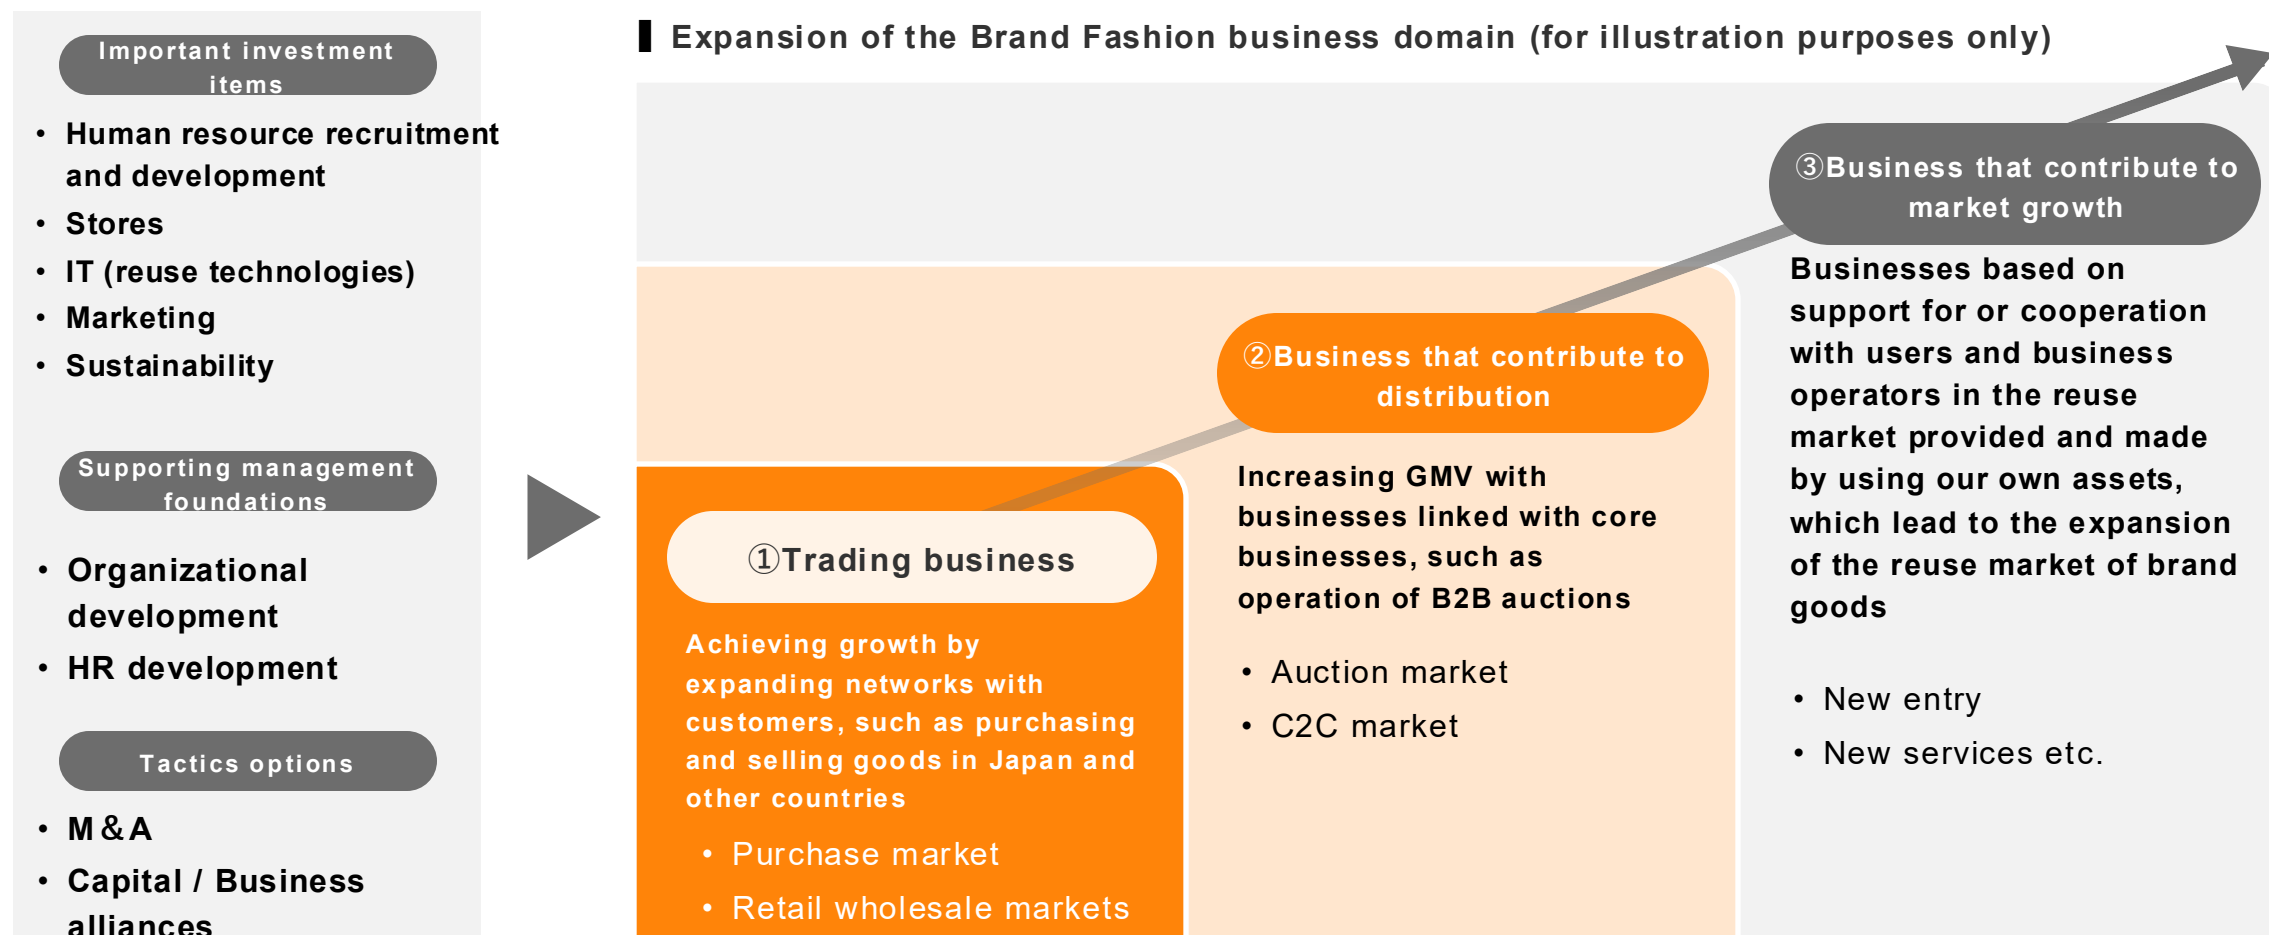 Important investment
items
• Human resource recruitment
and development
• Stores
• IT (reuse technologies)
• Marketing
• Sustainability
Supporting management
foundations
• Organizational
development
• HR development
Tactics options
• M＆A
• Capital / Business
alliances
Expansion of the Brand Fashion business domain (for illustration purposes only)
①Trading business
Achieving growth by
expanding networks with
customers, such as purchasing
and selling goods in Japan and
other countries
• Purchase market
• Retail wholesale markets
②Business that contribute to
distribution
Increasing GMV with
businesses linked with core
businesses, such as
operation of B2B auctions
• Auction market
• C2C market
③Business that contribute to
market growth
Businesses based on
support for or cooperation
with users and business
operators in the reuse
market provided and made
by using our own assets,
which lead to the expansion
of the reuse market of brand
goods
• New entry
• New services etc.